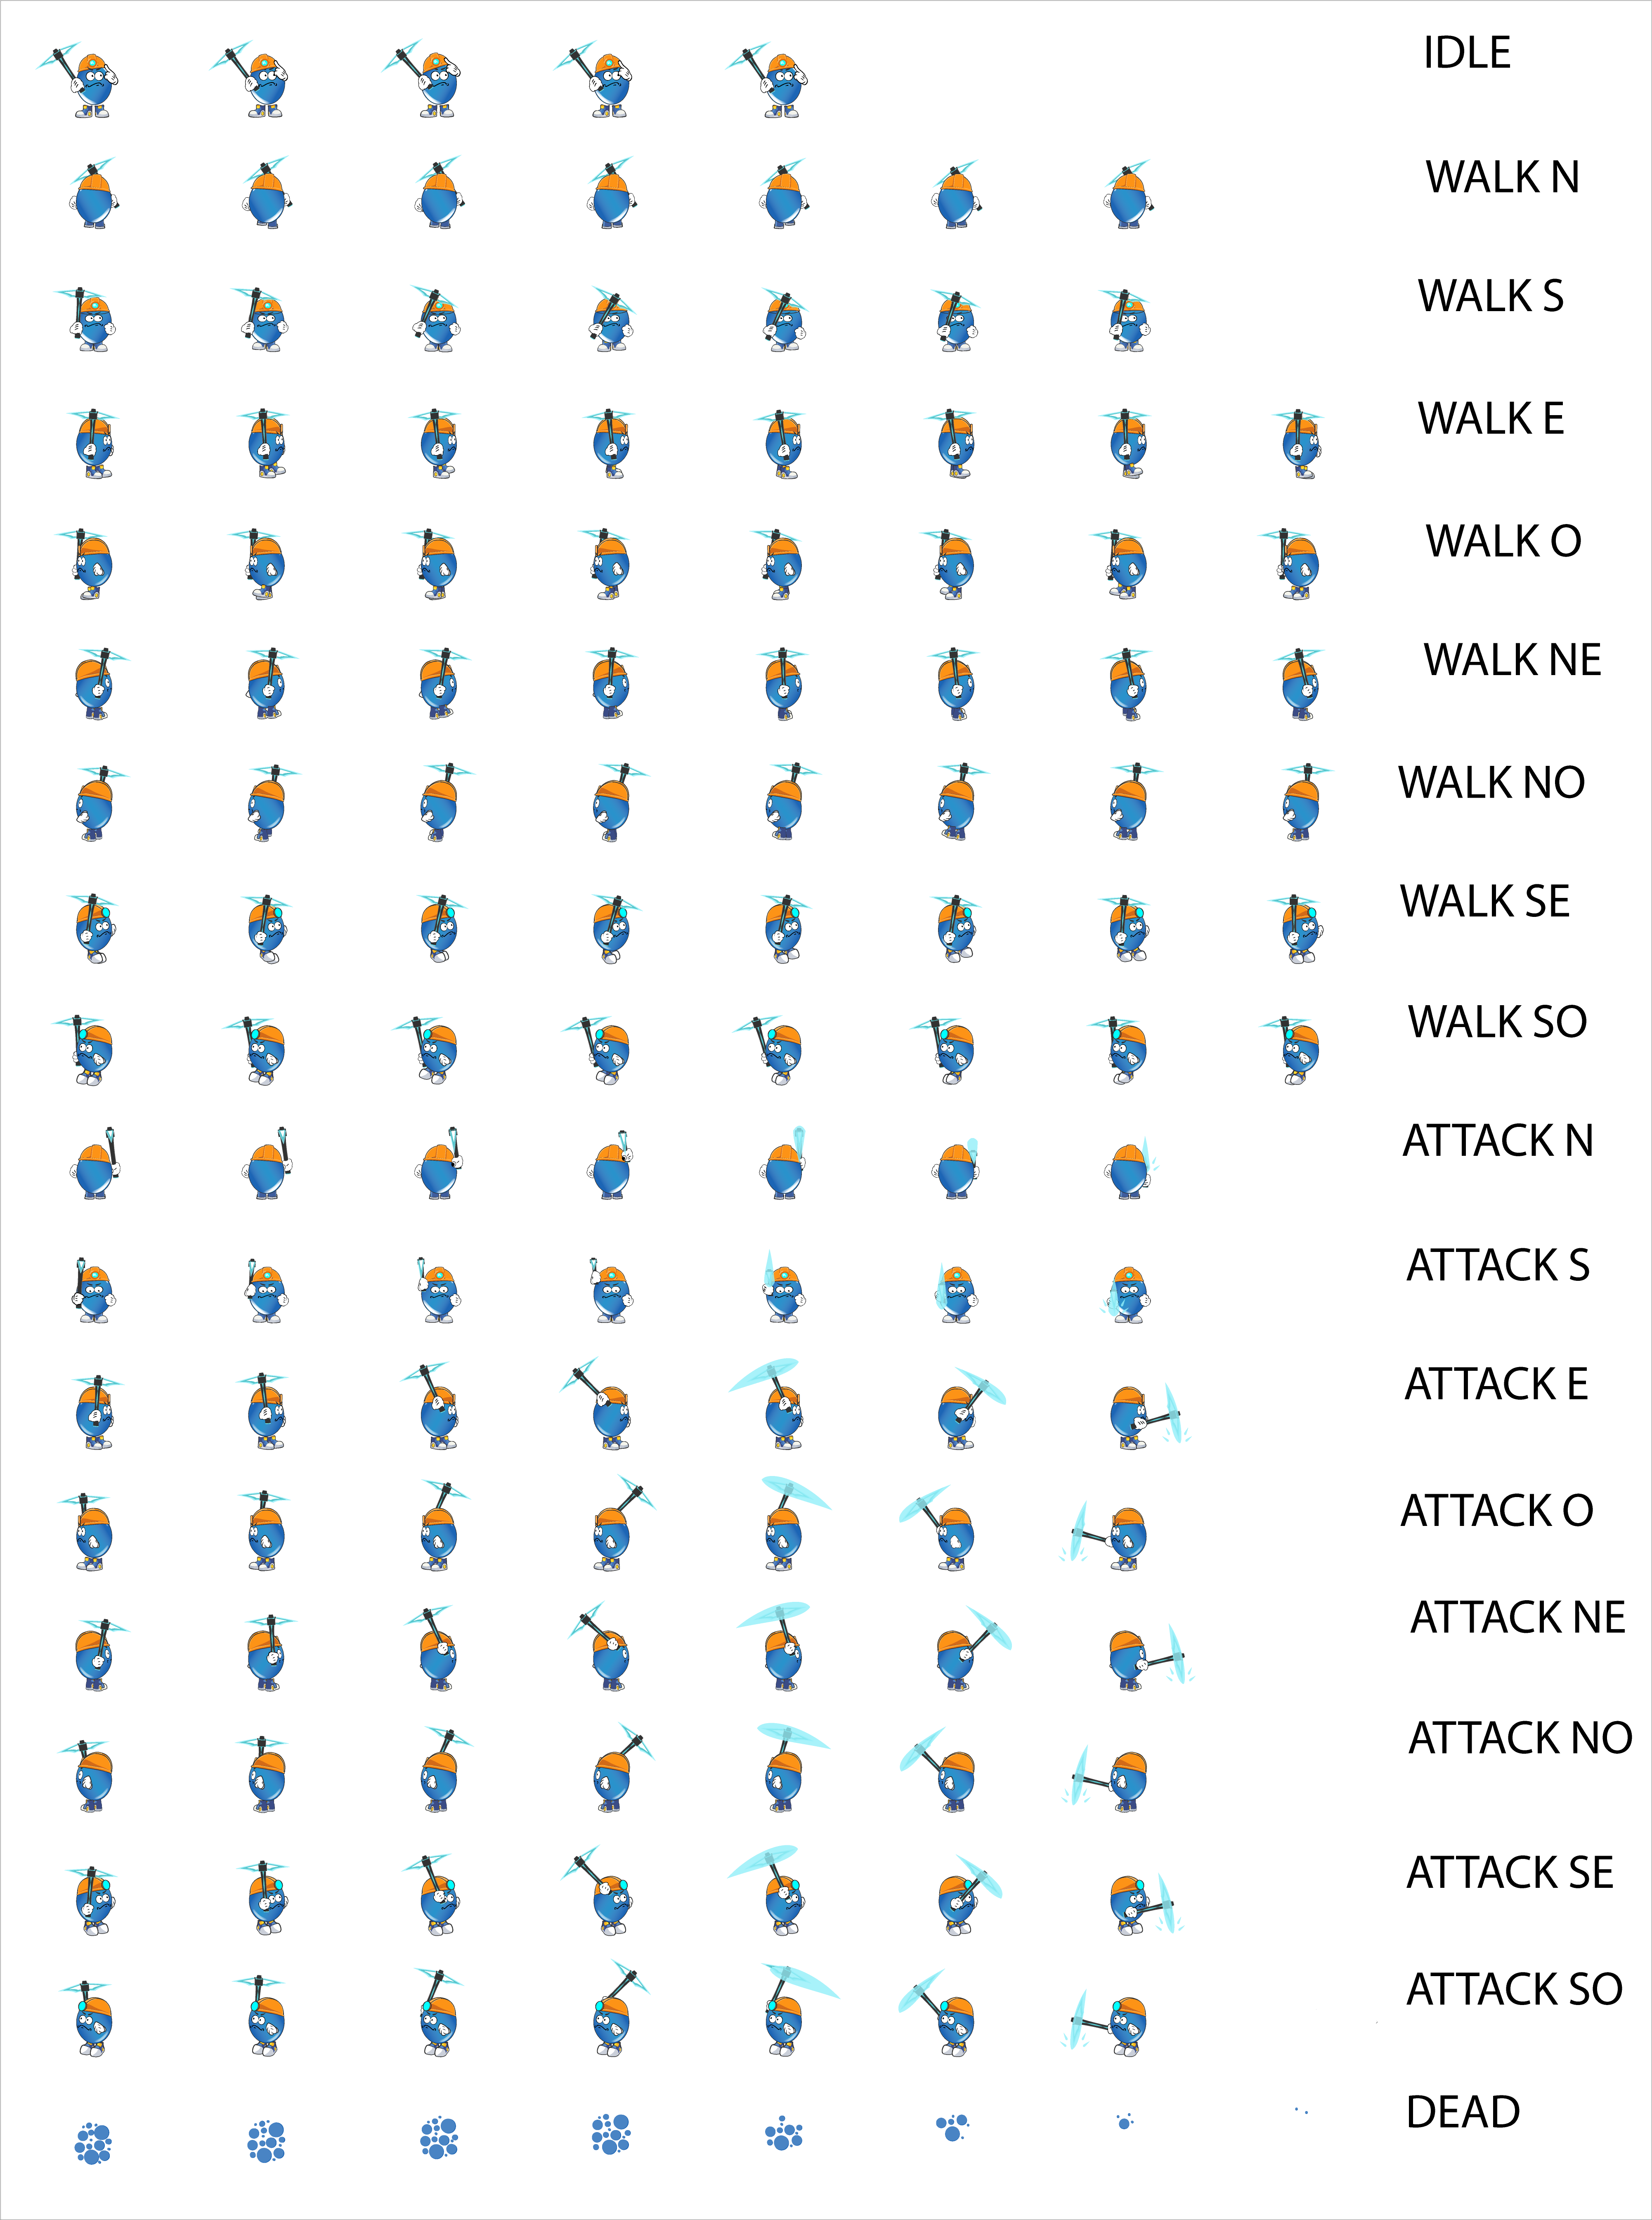 IDLE
WALK N
WALK S
WALK E
WALK O
WALK NE
WALK NO
WALK SE
WALK SO
ATTACK N
ATTACK S
ATTACK E
ATTACK O
ATTACK NE
ATTACK NO
ATTACK SE
ATTACK SO
DEAD